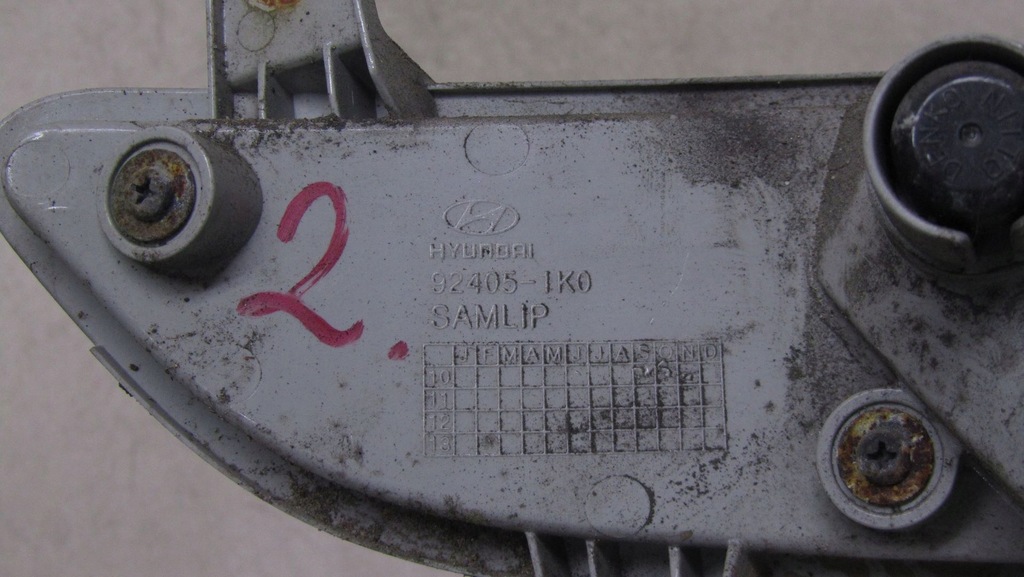 2.
HYUNDAI
92405-1K0
SAMLIP
J F M A M J J A S O N D
10
11
12
13